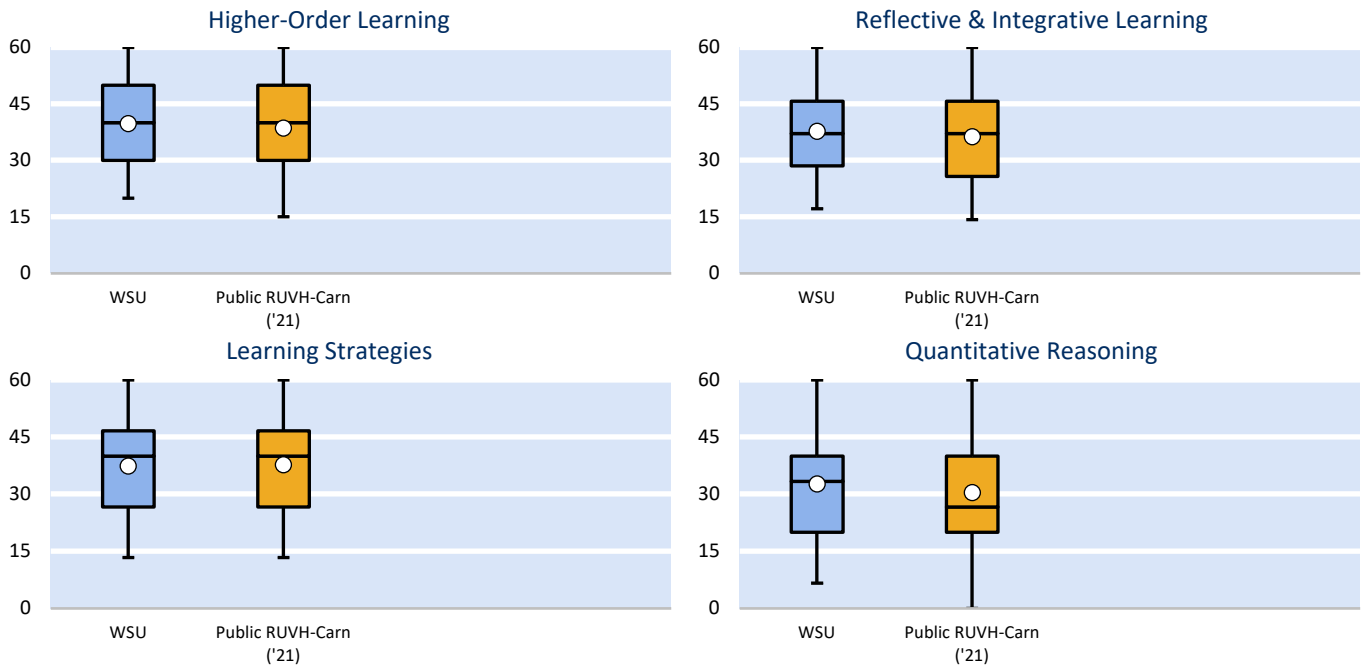 Higher-Order Learning
60
45
30
15
0
WSU
Public RUVH-Carn
('21)
Reflective & Integrative Learning
60
45
30
15
0
WSU
Public RUVH-Carn
('21)
Learning Strategies
60
45
30
15
0
WSU
Public RUVH-Carn
('21)
Quantitative Reasoning
60
45
30
15
0
WSU
Public RUVH-Carn
('21)